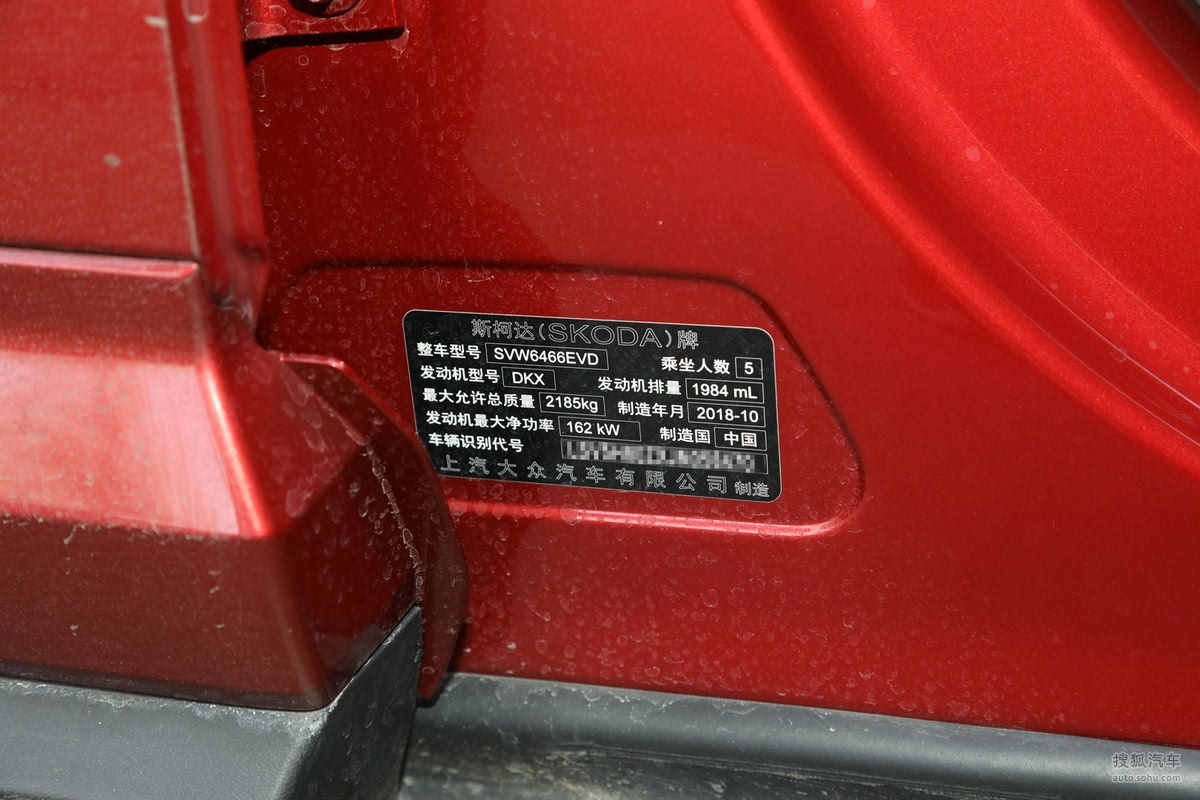 斯柯达(SKODA)牌
整车型号 SVW6466EVD 乘坐人数 5
发动机型号 DKX 发动机排量 1984 mL
最大允许总质量 2185kg 制造年月 2018-10
发动机最大净功率 162 kW 制造国 中国
车辆识别代号
上汽大众汽车有限公司 制造
搜狐汽车
auto.sohu.com